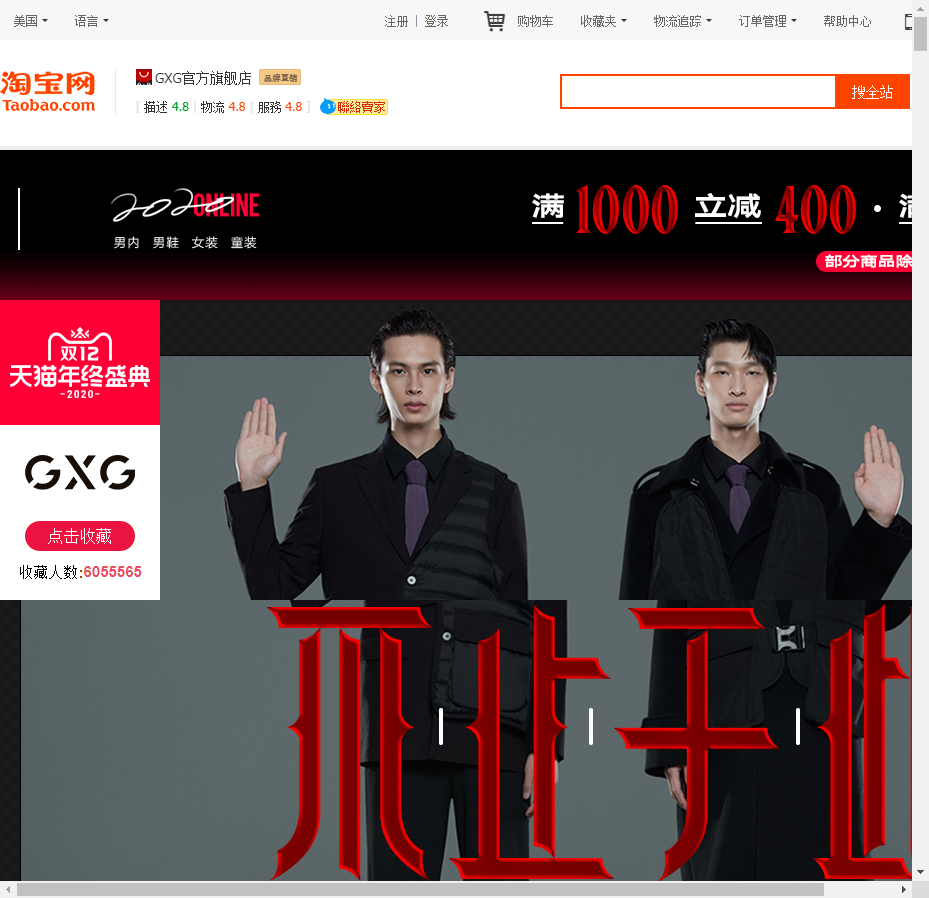 美国 语言 注册 登录 购物车 收藏夹 物流追踪 订单管理 帮助中心
淘宝网
Taobao.com
GXG官方旗舰店 品牌直销
[ 描述 4.8 物流 4.8 服務 4.8 ] 聯絡賣家
搜全站
2020 ONLINE
男内 男鞋 女装 童装
满 1000 立减 400 · 满
部分商品除
双12
天猫年终盛典
-2020-
GXG
点击收藏
收藏人数:6055565